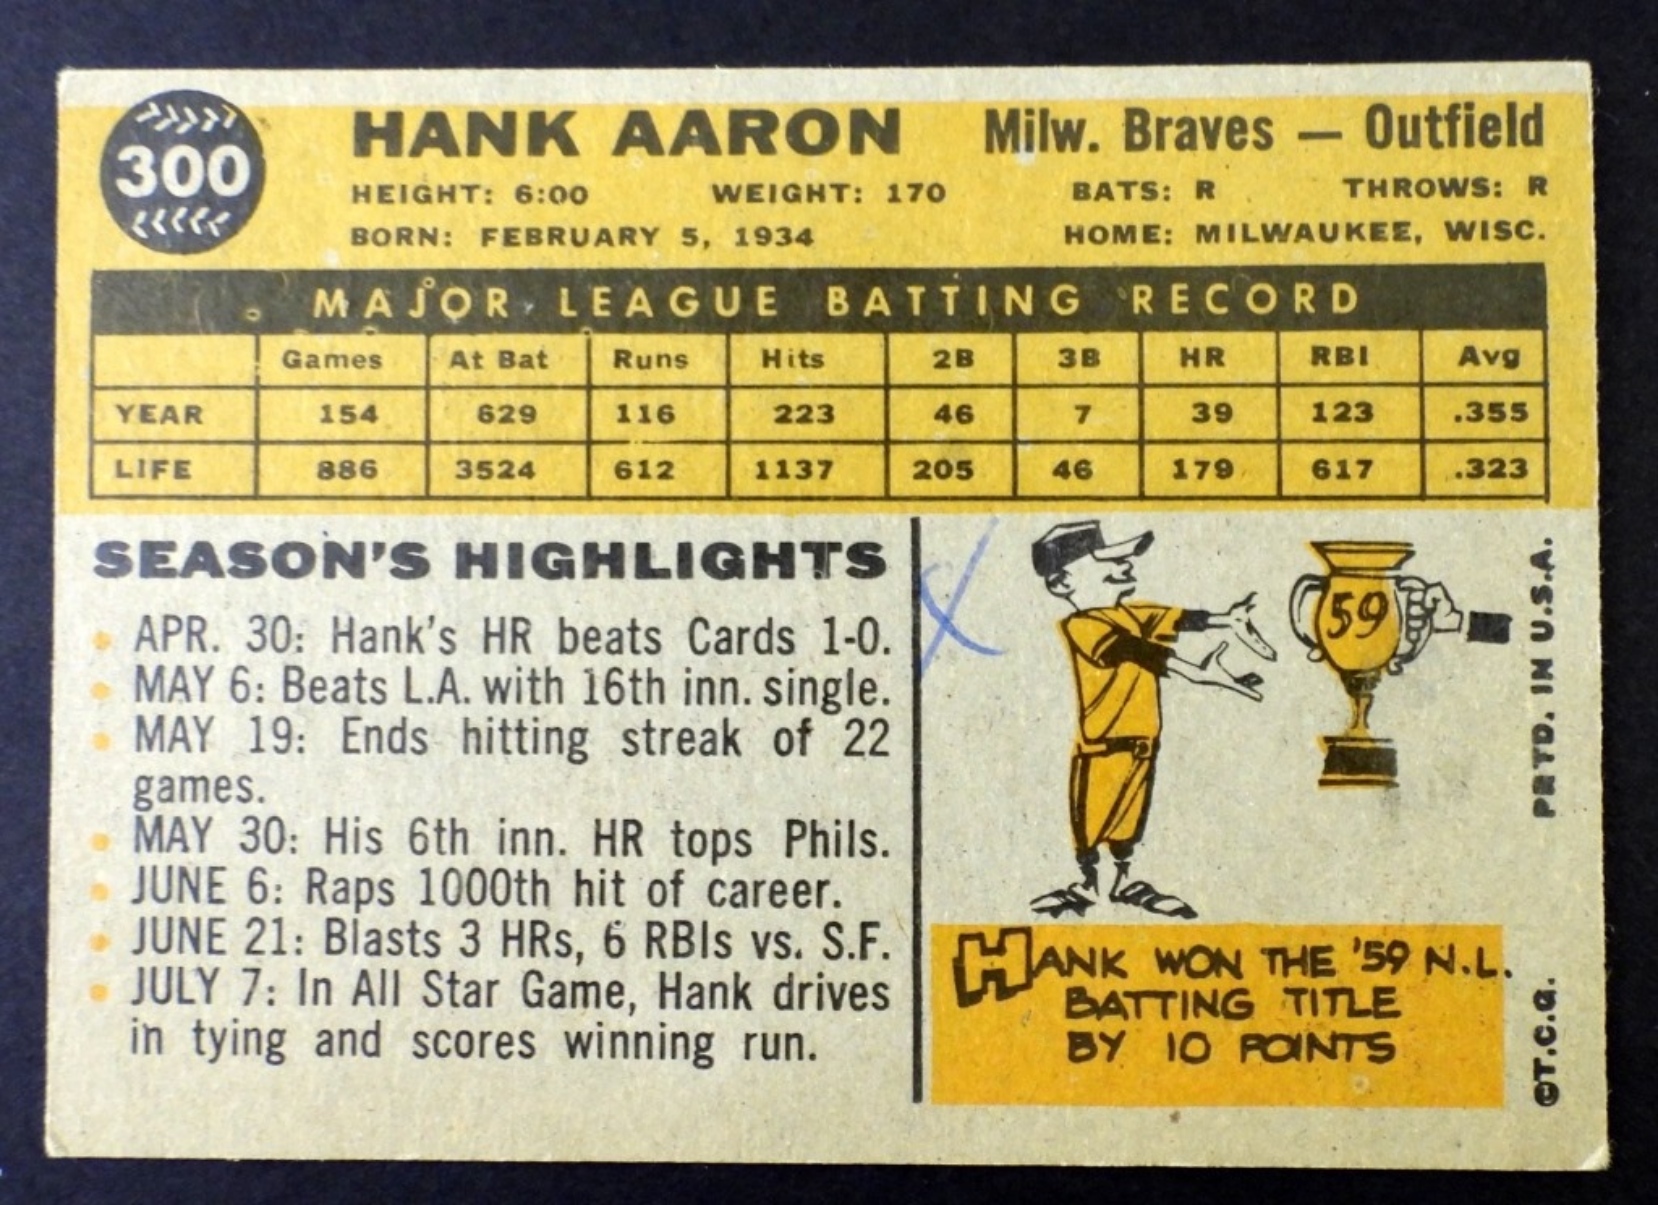 300
HANK AARON Milw. Braves — Outfield
HEIGHT: 6:00 WEIGHT: 170 BATS: R THROWS: R
BORN: FEBRUARY 5, 1934 HOME: MILWAUKEE, WISC.
MAJOR LEAGUE BATTING RECORD
Games At Bat Runs Hits 2B 3B HR RBI Avg
YEAR 154 629 116 223 46 7 39 123 .355
LIFE 886 3524 612 1137 205 46 179 617 .323
SEASON'S HIGHLIGHTS
• APR. 30: Hank's HR beats Cards 1-0.
• MAY 6: Beats L.A. with 16th inn. single.
• MAY 19: Ends hitting streak of 22
games.
• MAY 30: His 6th inn. HR tops Phils.
• JUNE 6: Raps 1000th hit of career.
• JUNE 21: Blasts 3 HRs, 6 RBIs vs. S.F.
• JULY 7: In All Star Game, Hank drives
in tying and scores winning run.
X
59
HANK WON THE '59 N.L.
BATTING TITLE
BY 10 POINTS
©T.C.G. PRTD. IN U.S.A.